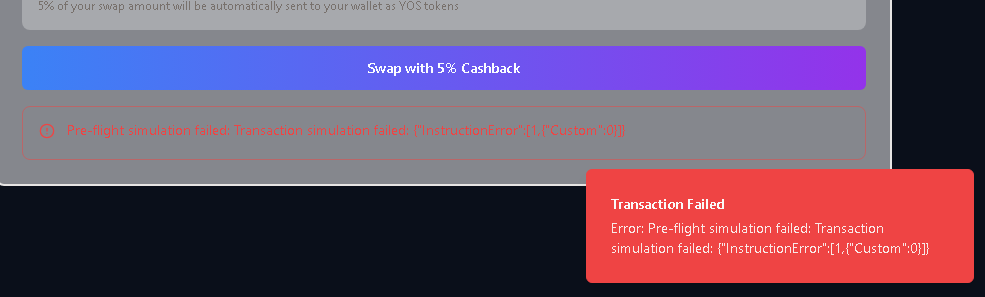 5% of your swap amount will be automatically sent to your wallet as YOS tokens
Swap with 5% Cashback
Pre-flight simulation failed: Transaction simulation failed: {"InstructionError":[1,{"Custom":0}]}
Transaction Failed
Error: Pre-flight simulation failed: Transaction
simulation failed: {"InstructionError":[1,{"Custom":0}]}